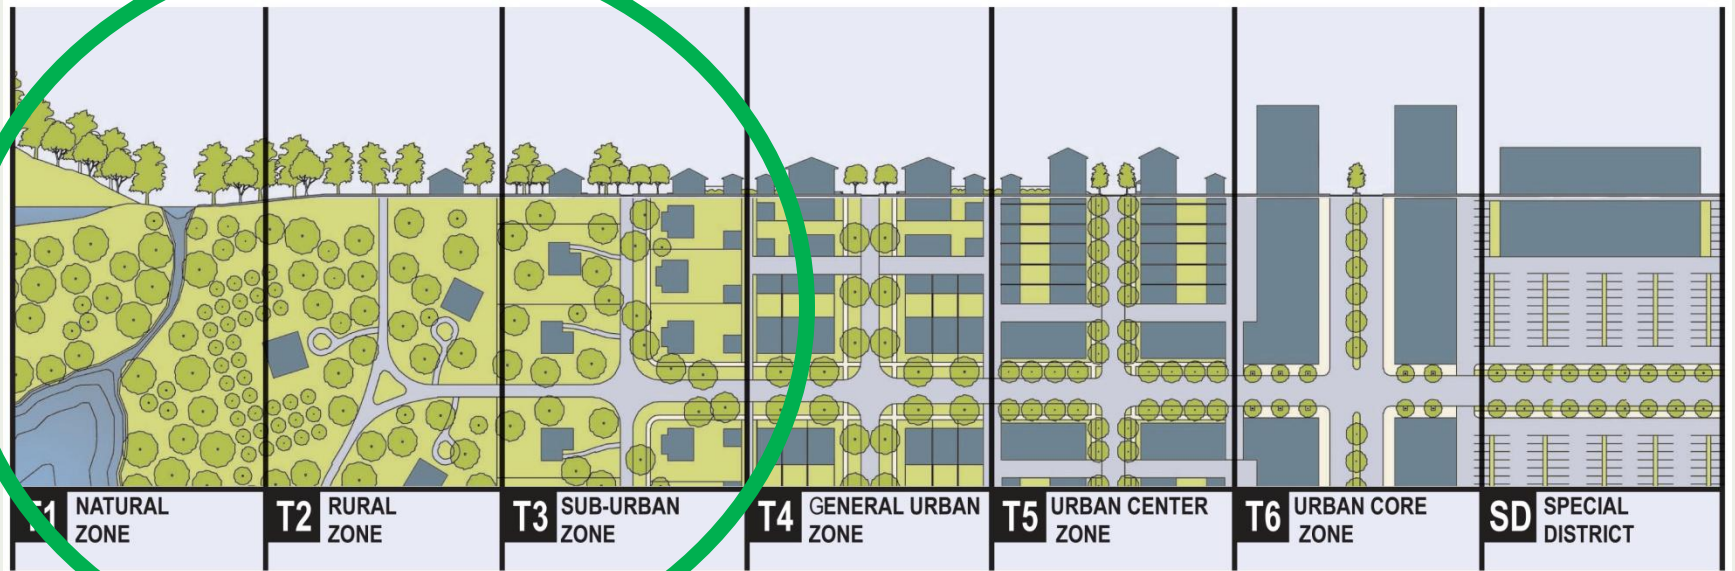 T1 NATURAL
ZONE
T2 RURAL
ZONE
T3 SUB-URBAN
ZONE
T4 GENERAL URBAN
ZONE
T5 URBAN CENTER
ZONE
T6 URBAN CORE
ZONE
SD SPECIAL
DISTRICT